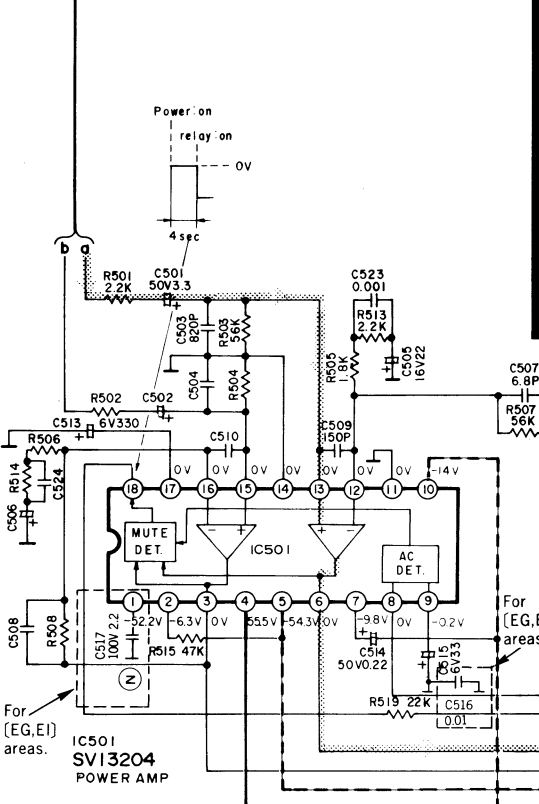 Power:on
relay:on
0V
4sec
b a
R501
2.2K
C501
50V3.3
C503
820P
R503
56K
C504
R504
R502
C502
C513 6V330
R506
R514
C524
C506
C510
C523
0.001
R513
2.2K
R505
1.8K
C505
16V22
C509
150P
C507
6.8P
R507
56K
0V 0V 0V 0V 0V 0V 0V -14V
18 17 16 15 14 13 12 11 10
MUTE
DET.
IC501
AC
DET.
1 2 3 4 5 6 7 8 9
-52.2V -6.3V 0V 55.5V -54.3V 0V -9.8V 0V -0.2V
C508
R508
C517
100V 2.2
N
R515 47K
C514
50V0.22
C515
6V33
C516
0.01
R519 22K
For
[EG,E
areas
For
[EG,EI]
areas.
IC501
SVI3204
POWER AMP